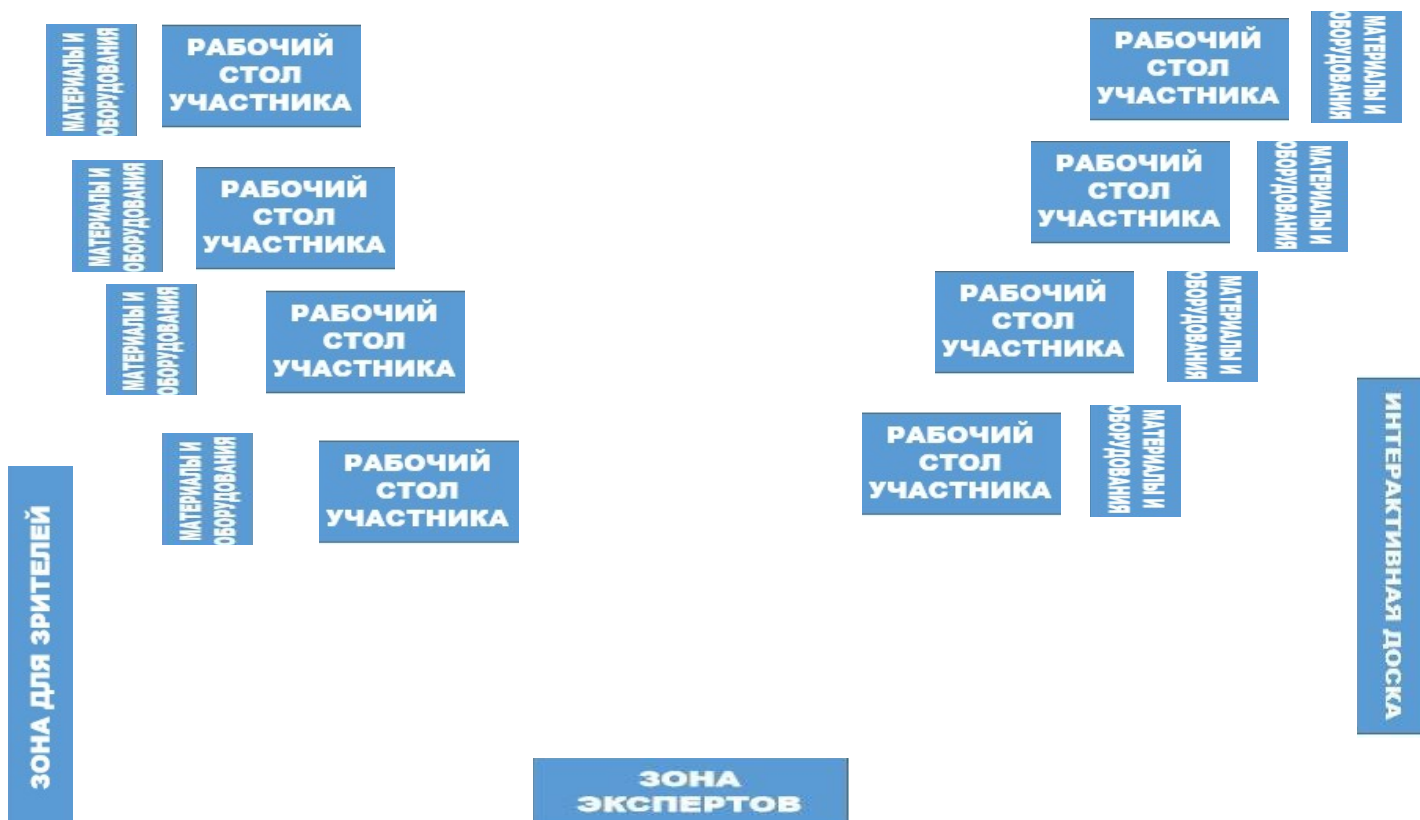 МАТЕРИАЛЫ И
ОБОРУДОВАНИЯ
РАБОЧИЙ
СТОЛ
УЧАСТНИКА
РАБОЧИЙ
СТОЛ
УЧАСТНИКА
МАТЕРИАЛЫ И
ОБОРУДОВАНИЯ
МАТЕРИАЛЫ И
ОБОРУДОВАНИЯ
РАБОЧИЙ
СТОЛ
УЧАСТНИКА
РАБОЧИЙ
СТОЛ
УЧАСТНИКА
МАТЕРИАЛЫ И
ОБОРУДОВАНИЯ
МАТЕРИАЛЫ И
ОБОРУДОВАНИЯ
РАБОЧИЙ
СТОЛ
УЧАСТНИКА
РАБОЧИЙ
СТОЛ
УЧАСТНИКА
МАТЕРИАЛЫ И
ОБОРУДОВАНИЯ
МАТЕРИАЛЫ И
ОБОРУДОВАНИЯ
РАБОЧИЙ
СТОЛ
УЧАСТНИКА
РАБОЧИЙ
СТОЛ
УЧАСТНИКА
МАТЕРИАЛЫ И
ОБОРУДОВАНИЯ
ИНТЕРАКТИВНАЯ ДОСКА
ЗОНА ДЛЯ ЗРИТЕЛЕЙ
ЗОНА
ЭКСПЕРТОВ